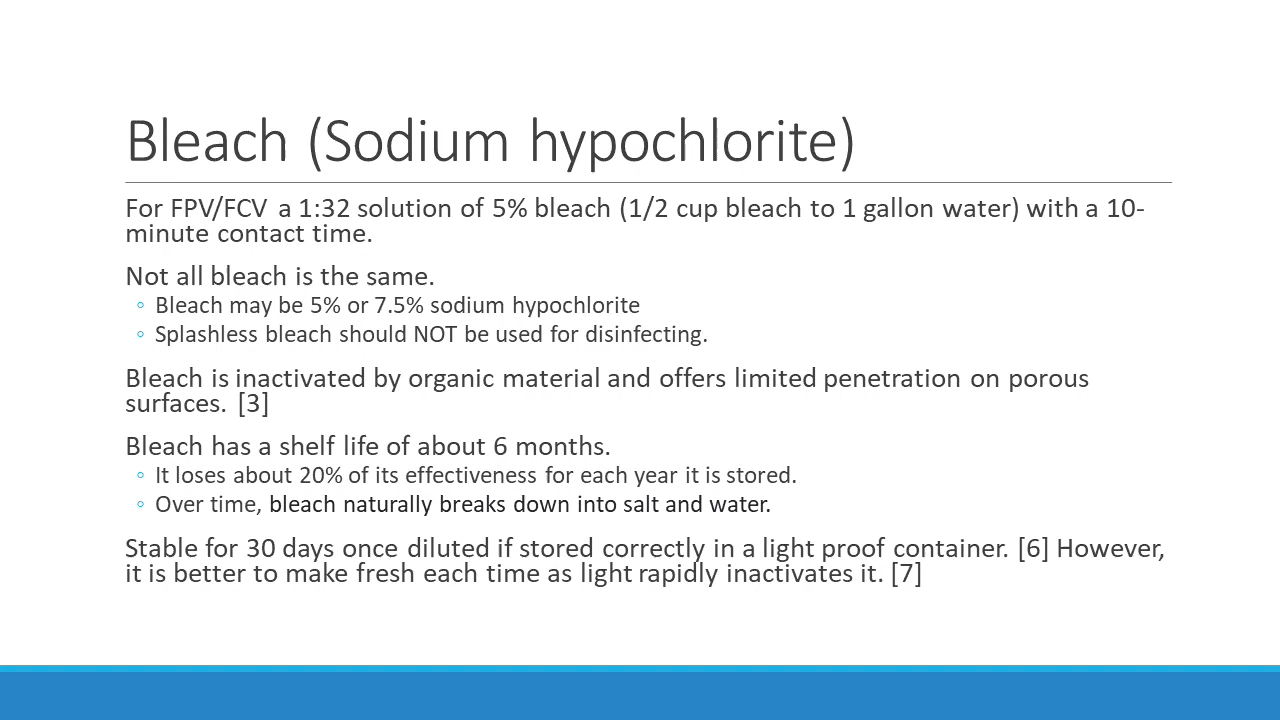 Bleach (Sodium hypochlorite)
For FPV/FCV a 1:32 solution of 5% bleach (1/2 cup bleach to 1 gallon water) with a 10-
minute contact time.
Not all bleach is the same.
◦ Bleach may be 5% or 7.5% sodium hypochlorite
◦ Splashless bleach should NOT be used for disinfecting.
Bleach is inactivated by organic material and offers limited penetration on porous
surfaces. [3]
Bleach has a shelf life of about 6 months.
◦ It loses about 20% of its effectiveness for each year it is stored.
◦ Over time, bleach naturally breaks down into salt and water.
Stable for 30 days once diluted if stored correctly in a light proof container. [6] However,
it is better to make fresh each time as light rapidly inactivates it. [7]